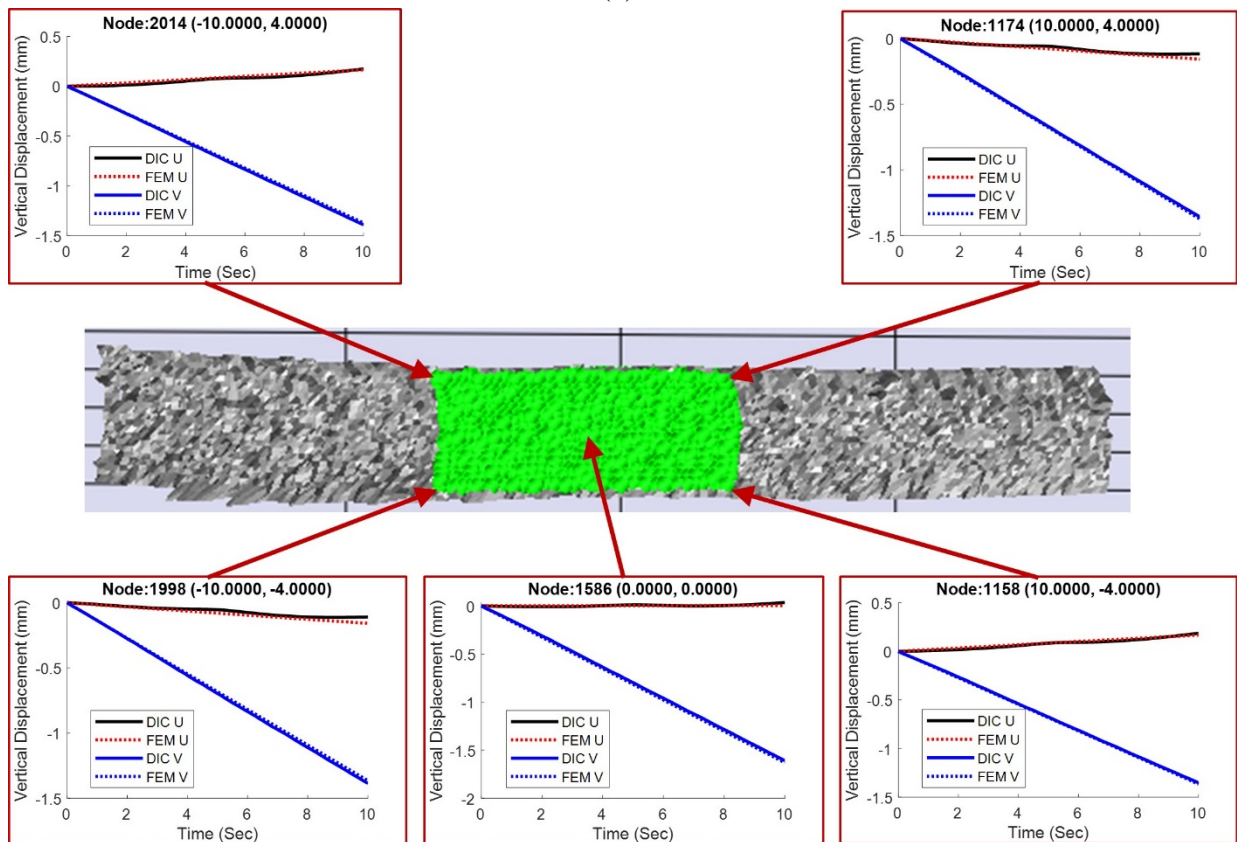 Node:2014 (-10.0000, 4.0000)
0.5
0
-0.5
-1
-1.5
Vertical Displacement (mm)
DIC U
FEM U
DIC V
FEM V
0 2 4 6 8 10
Time (Sec)
Node:1174 (10.0000, 4.0000)
0
-0.5
-1
-1.5
Vertical Displacement (mm)
DIC U
FEM U
DIC V
FEM V
0 2 4 6 8 10
Time (Sec)
Node:1998 (-10.0000, -4.0000)
0
-0.5
-1
-1.5
Vertical Displacement (mm)
DIC U
FEM U
DIC V
FEM V
0 2 4 6 8 10
Time (Sec)
Node:1586 (0.0000, 0.0000)
0
-0.5
-1
-1.5
-2
Vertical Displacement (mm)
DIC U
FEM U
DIC V
FEM V
0 2 4 6 8 10
Time (Sec)
Node:1158 (10.0000, -4.0000)
0.5
0
-0.5
-1
-1.5
Vertical Displacement (mm)
DIC U
FEM U
DIC V
FEM V
0 2 4 6 8 10
Time (Sec)